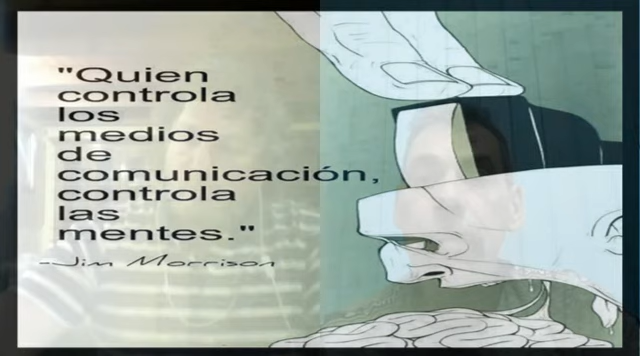 "Quien
controla
los
medios
de
comunicación,
controla
las
mentes."
-Jim Morrison